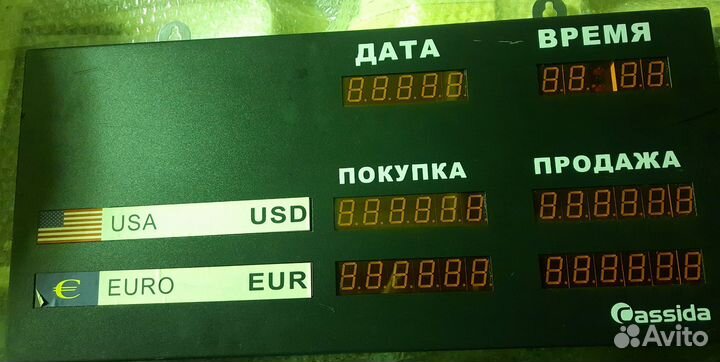 ДАТА ВРЕМЯ
ПОКУПКА ПРОДАЖА
USA USD
€ EURO EUR
Cassida
Avito